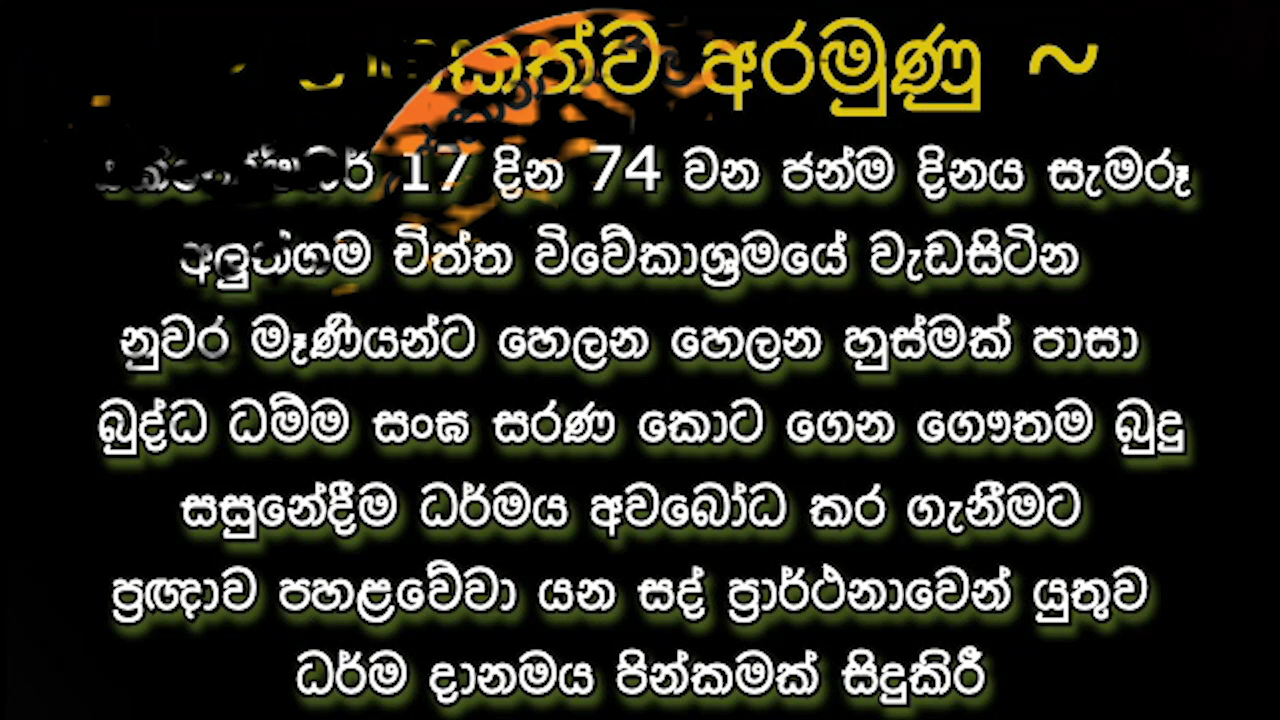 අරමුණු ~
17 දින 74 වන ජන්ම දිනය සැමරූ
අලුත්ගම චිත්ත විවේකාශ්‍රමයේ වැඩසිටින
නුවර මෑණියන්ට හෙලන හෙලන හුස්මක් පාසා
බුද්ධ ධම්ම සංඝ සරණ කොට ගෙන ගෞතම බුදු
සසුනේදීම ධර්මය අවබෝධ කර ගැනීමට
ප්‍රඥාව පහළවේවා යන සද් ප්‍රාර්ථනාවෙන් යුතුව
ධර්ම දානමය පින්කමක් සිදුකිරී